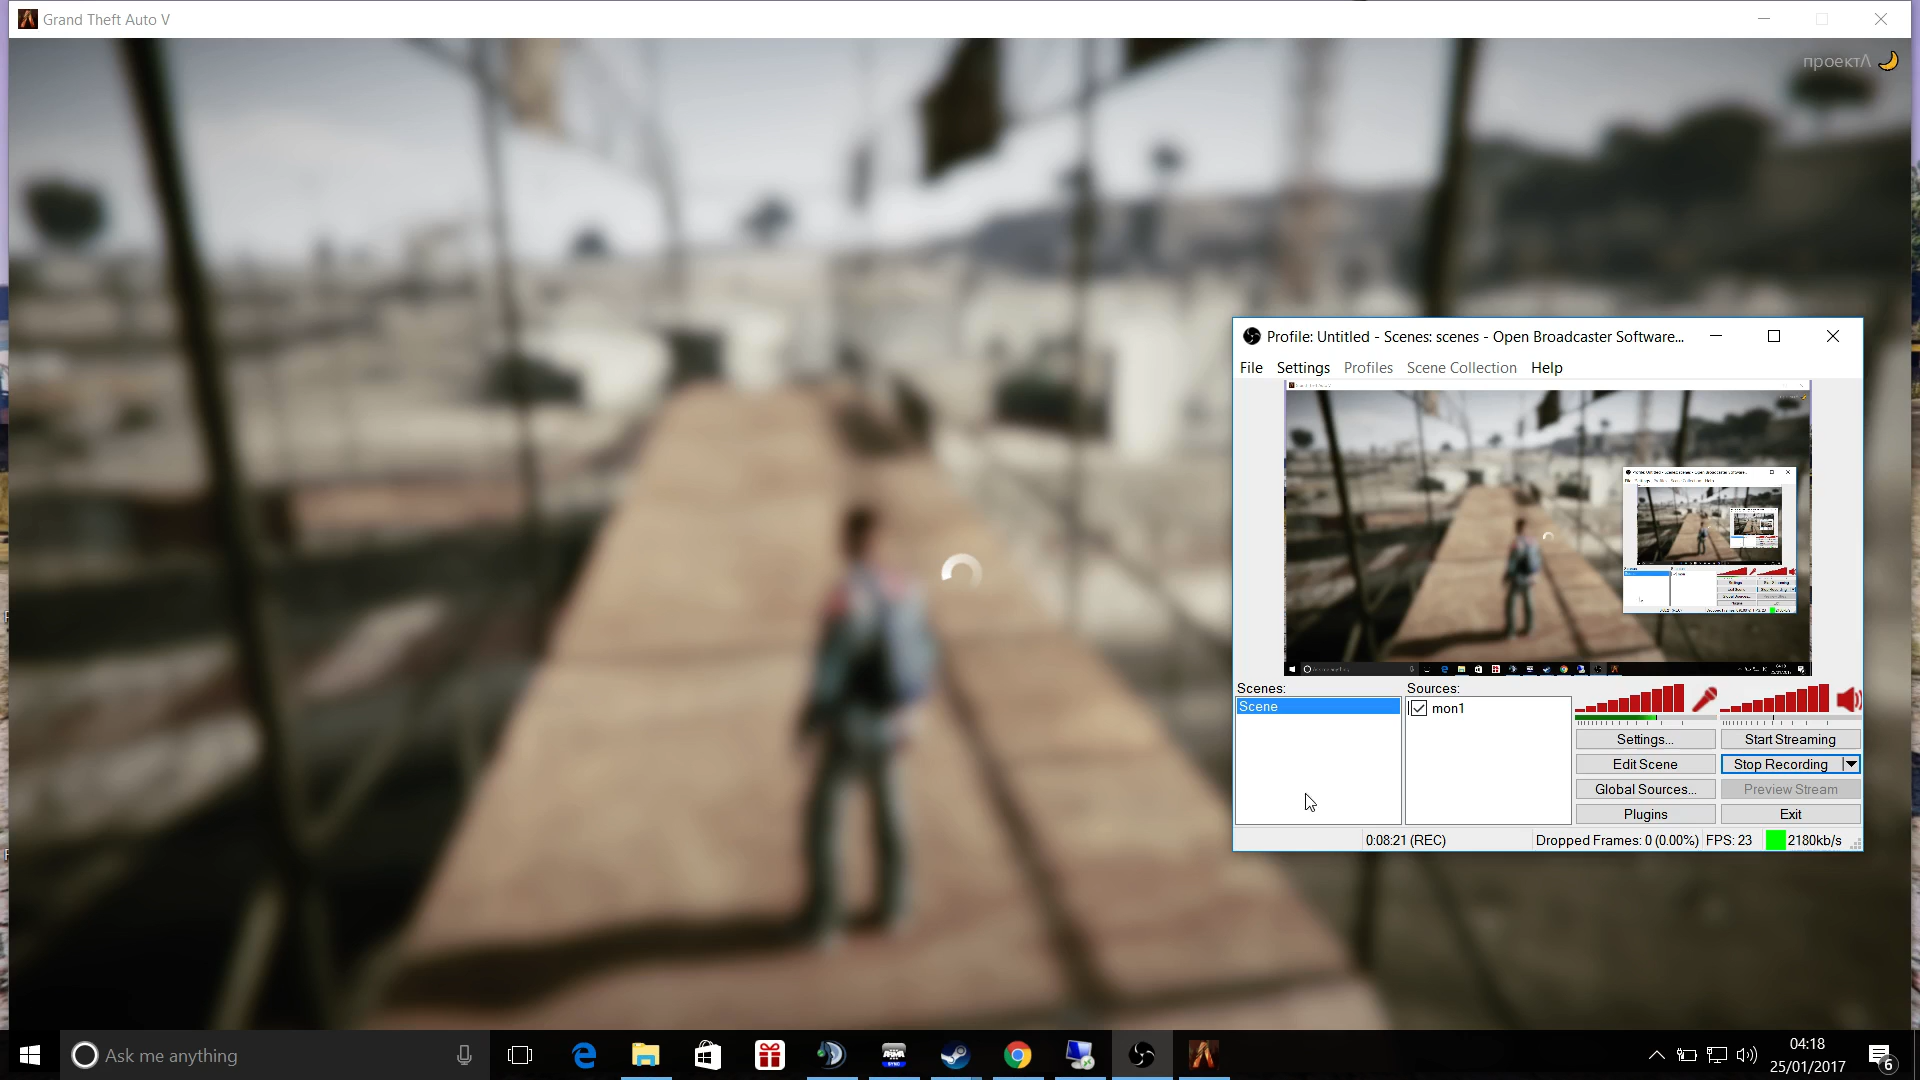 Grand Theft Auto V
проектΛ
Profile: Untitled - Scenes: scenes - Open Broadcaster Software...
File Settings Profiles Scene Collection Help
Scenes:
Sources:
Scene
mon1
Settings...
Start Streaming
Edit Scene
Stop Recording
Global Sources...
Preview Stream
Plugins
Exit
0:08:21 (REC)
Dropped Frames: 0 (0.00%)
FPS: 23
2180kb/s
Ask me anything
04:18
25/01/2017
6